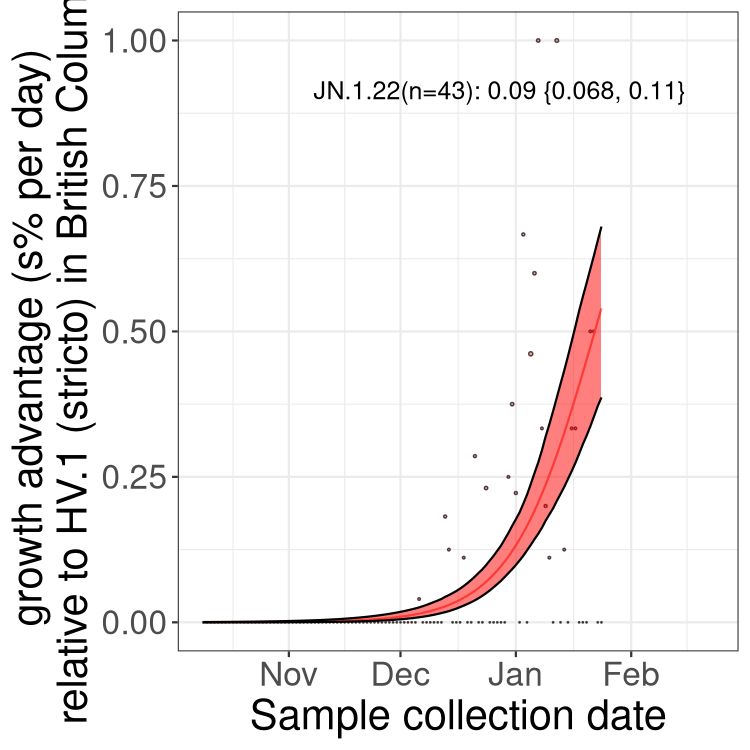 growth advantage (s% per day)
relative to HV.1 (stricto) in British Colum
1.00
JN.1.22(n=43): 0.09 {0.068, 0.11}
0.75
0.50
0.25
0.00
Nov Dec Jan Feb
Sample collection date